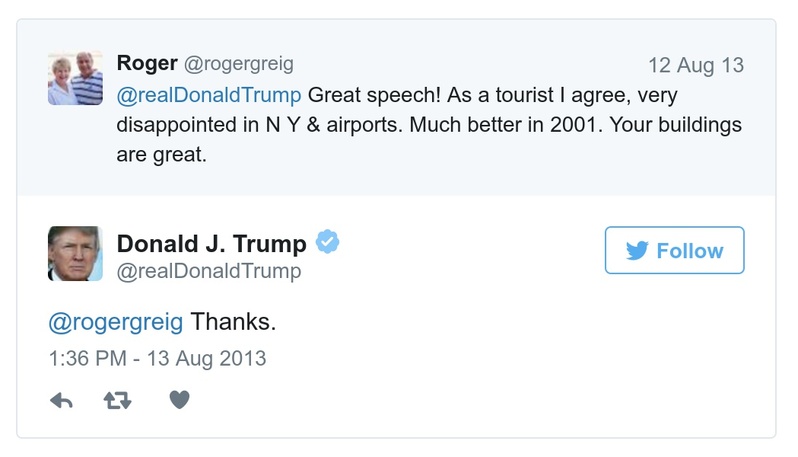 Roger @rogergreig 12 Aug 13
@realDonaldTrump Great speech! As a tourist I agree, very
disappointed in N Y & airports. Much better in 2001. Your buildings
are great.
Donald J. Trump
Follow
@realDonaldTrump
@rogergreig Thanks.
1:36 PM - 13 Aug 2013